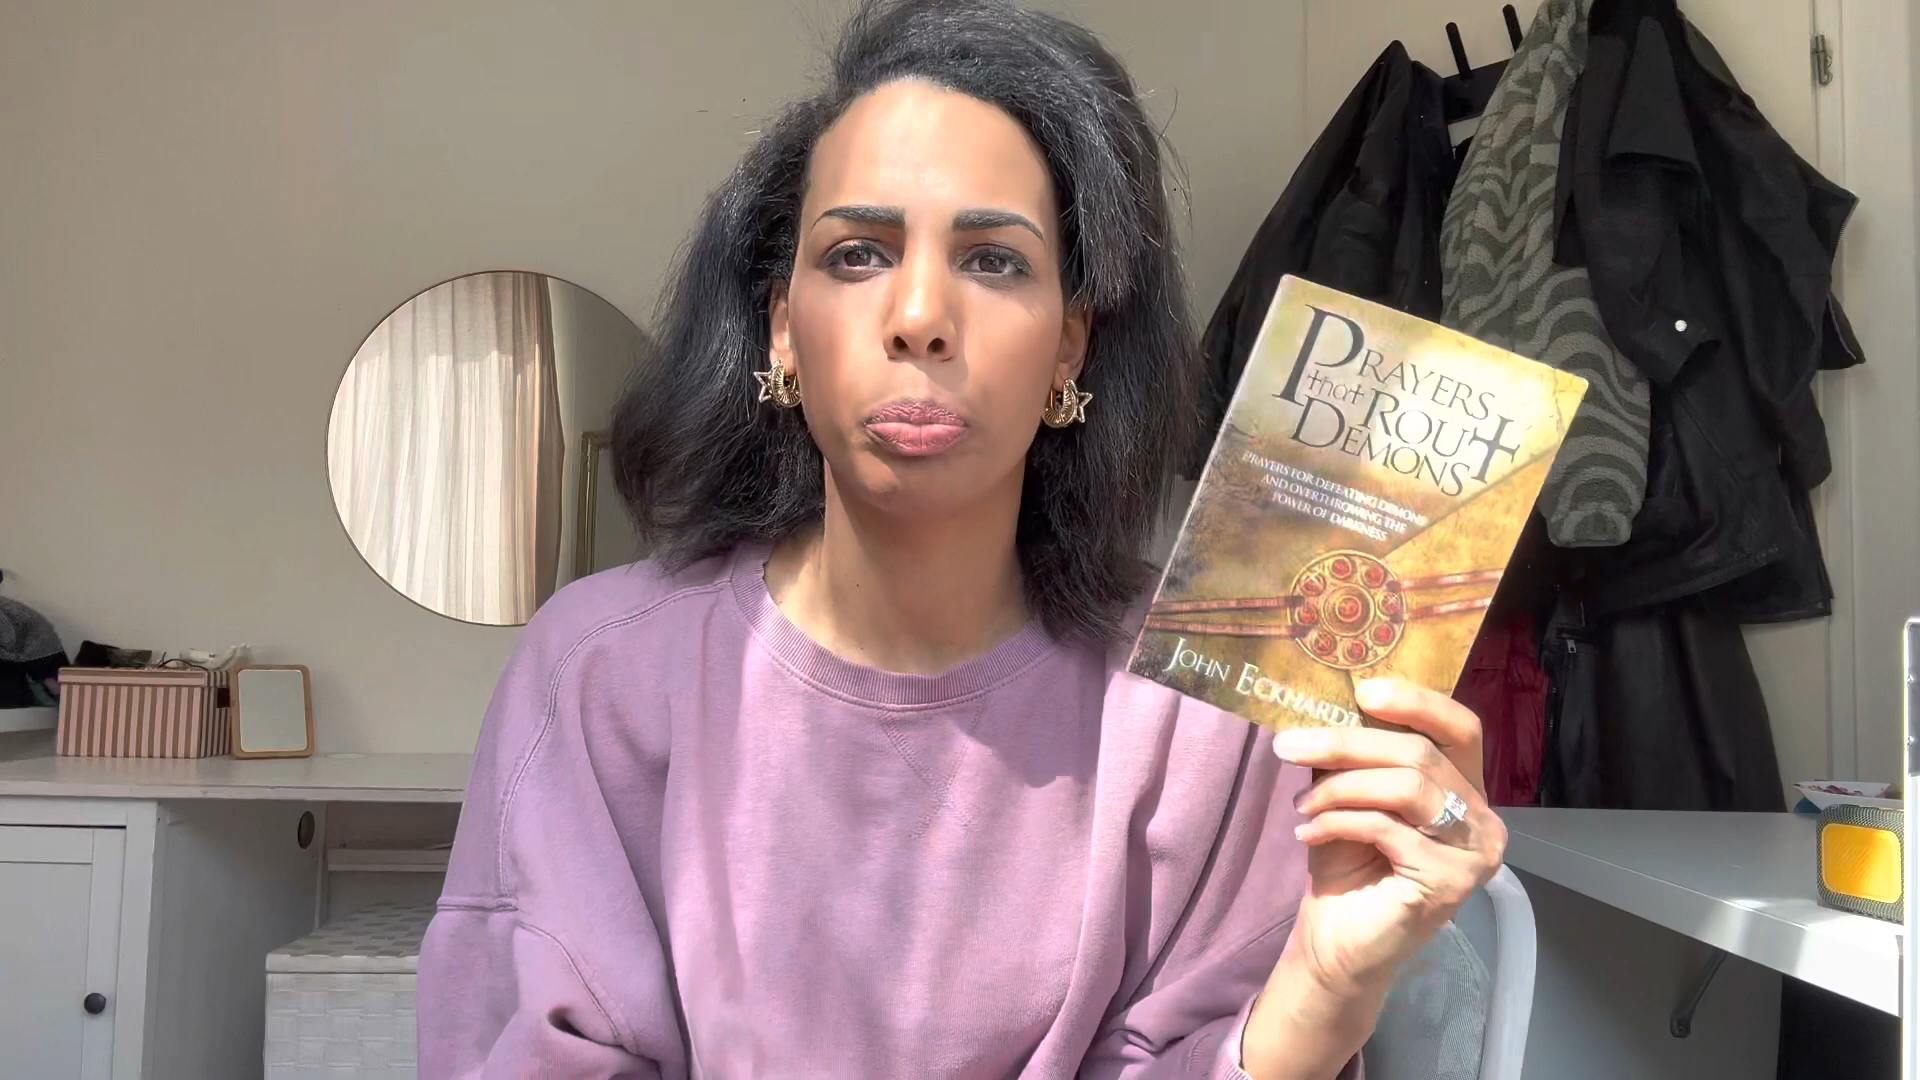 PRAYERS
that ROUT
DEMONS
PRAYERS FOR DEFEATING DEMONS
AND OVERTHROWING THE
POWER OF DARKNESS
JOHN ECKHARDT